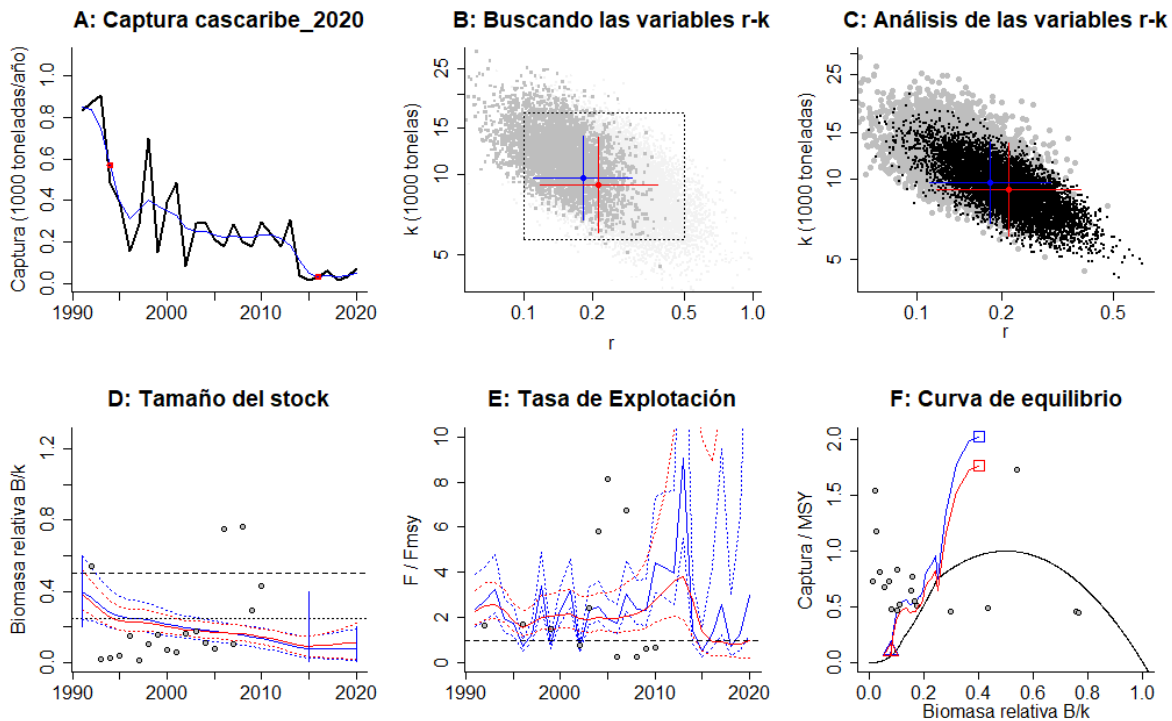 A: Captura cascaribe_2020
Captura (1000 toneladas/año)
0.0 0.2 0.4 0.6 0.8 1.0
1990 2000 2010 2020
B: Buscando las variables r-k
k (1000 tonelas)
5 10 15 25
0.1 0.2 0.5 1.0
r
C: Análisis de las variables r-k
k (1000 toneladas)
5 10 15 25
0.1 0.2 0.5
r
D: Tamaño del stock
Biomasa relativa B/k
0.0 0.4 0.8 1.2
1990 2000 2010 2020
E: Tasa de Explotación
F / Fmsy
0 2 4 6 8 10
1990 2000 2010 2020
F: Curva de equilibrio
Captura / MSY
0.0 0.5 1.0 1.5 2.0
0.0 0.2 0.4 0.6 0.8 1.0
Biomasa relativa B/k